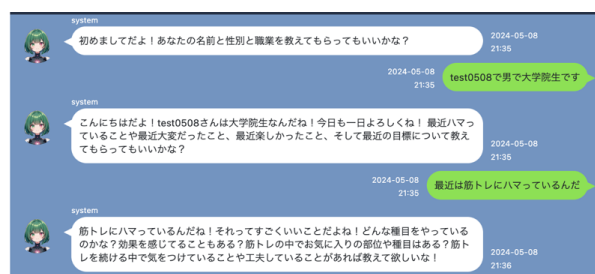 system
初めましてだよ！あなたの名前と性別と職業を教えてもらってもいいかな？
2024-05-08
21:35
2024-05-08
21:35
test0508で男で大学院生です
system
こんにちはだよ！test0508さんは大学院生なんだね！今日も一日よろしくね！ 最近ハマっ
ていることや最近大変だったこと、最近楽しかったこと、そして最近の目標について教え
てもらってもいいかな？
2024-05-08
21:35
2024-05-08
21:35
最近は筋トレにハマっているんだ
system
筋トレにハマっているんだね！それってすごくいいことだよね！どんな種目をやっている
のかな？効果を感じてることもある？筋トレの中でお気に入りの部位や種目はある？筋ト
レを続ける中で気をつけていることや工夫していることがあれば教えて欲しいな！
2024-05-08
21:36